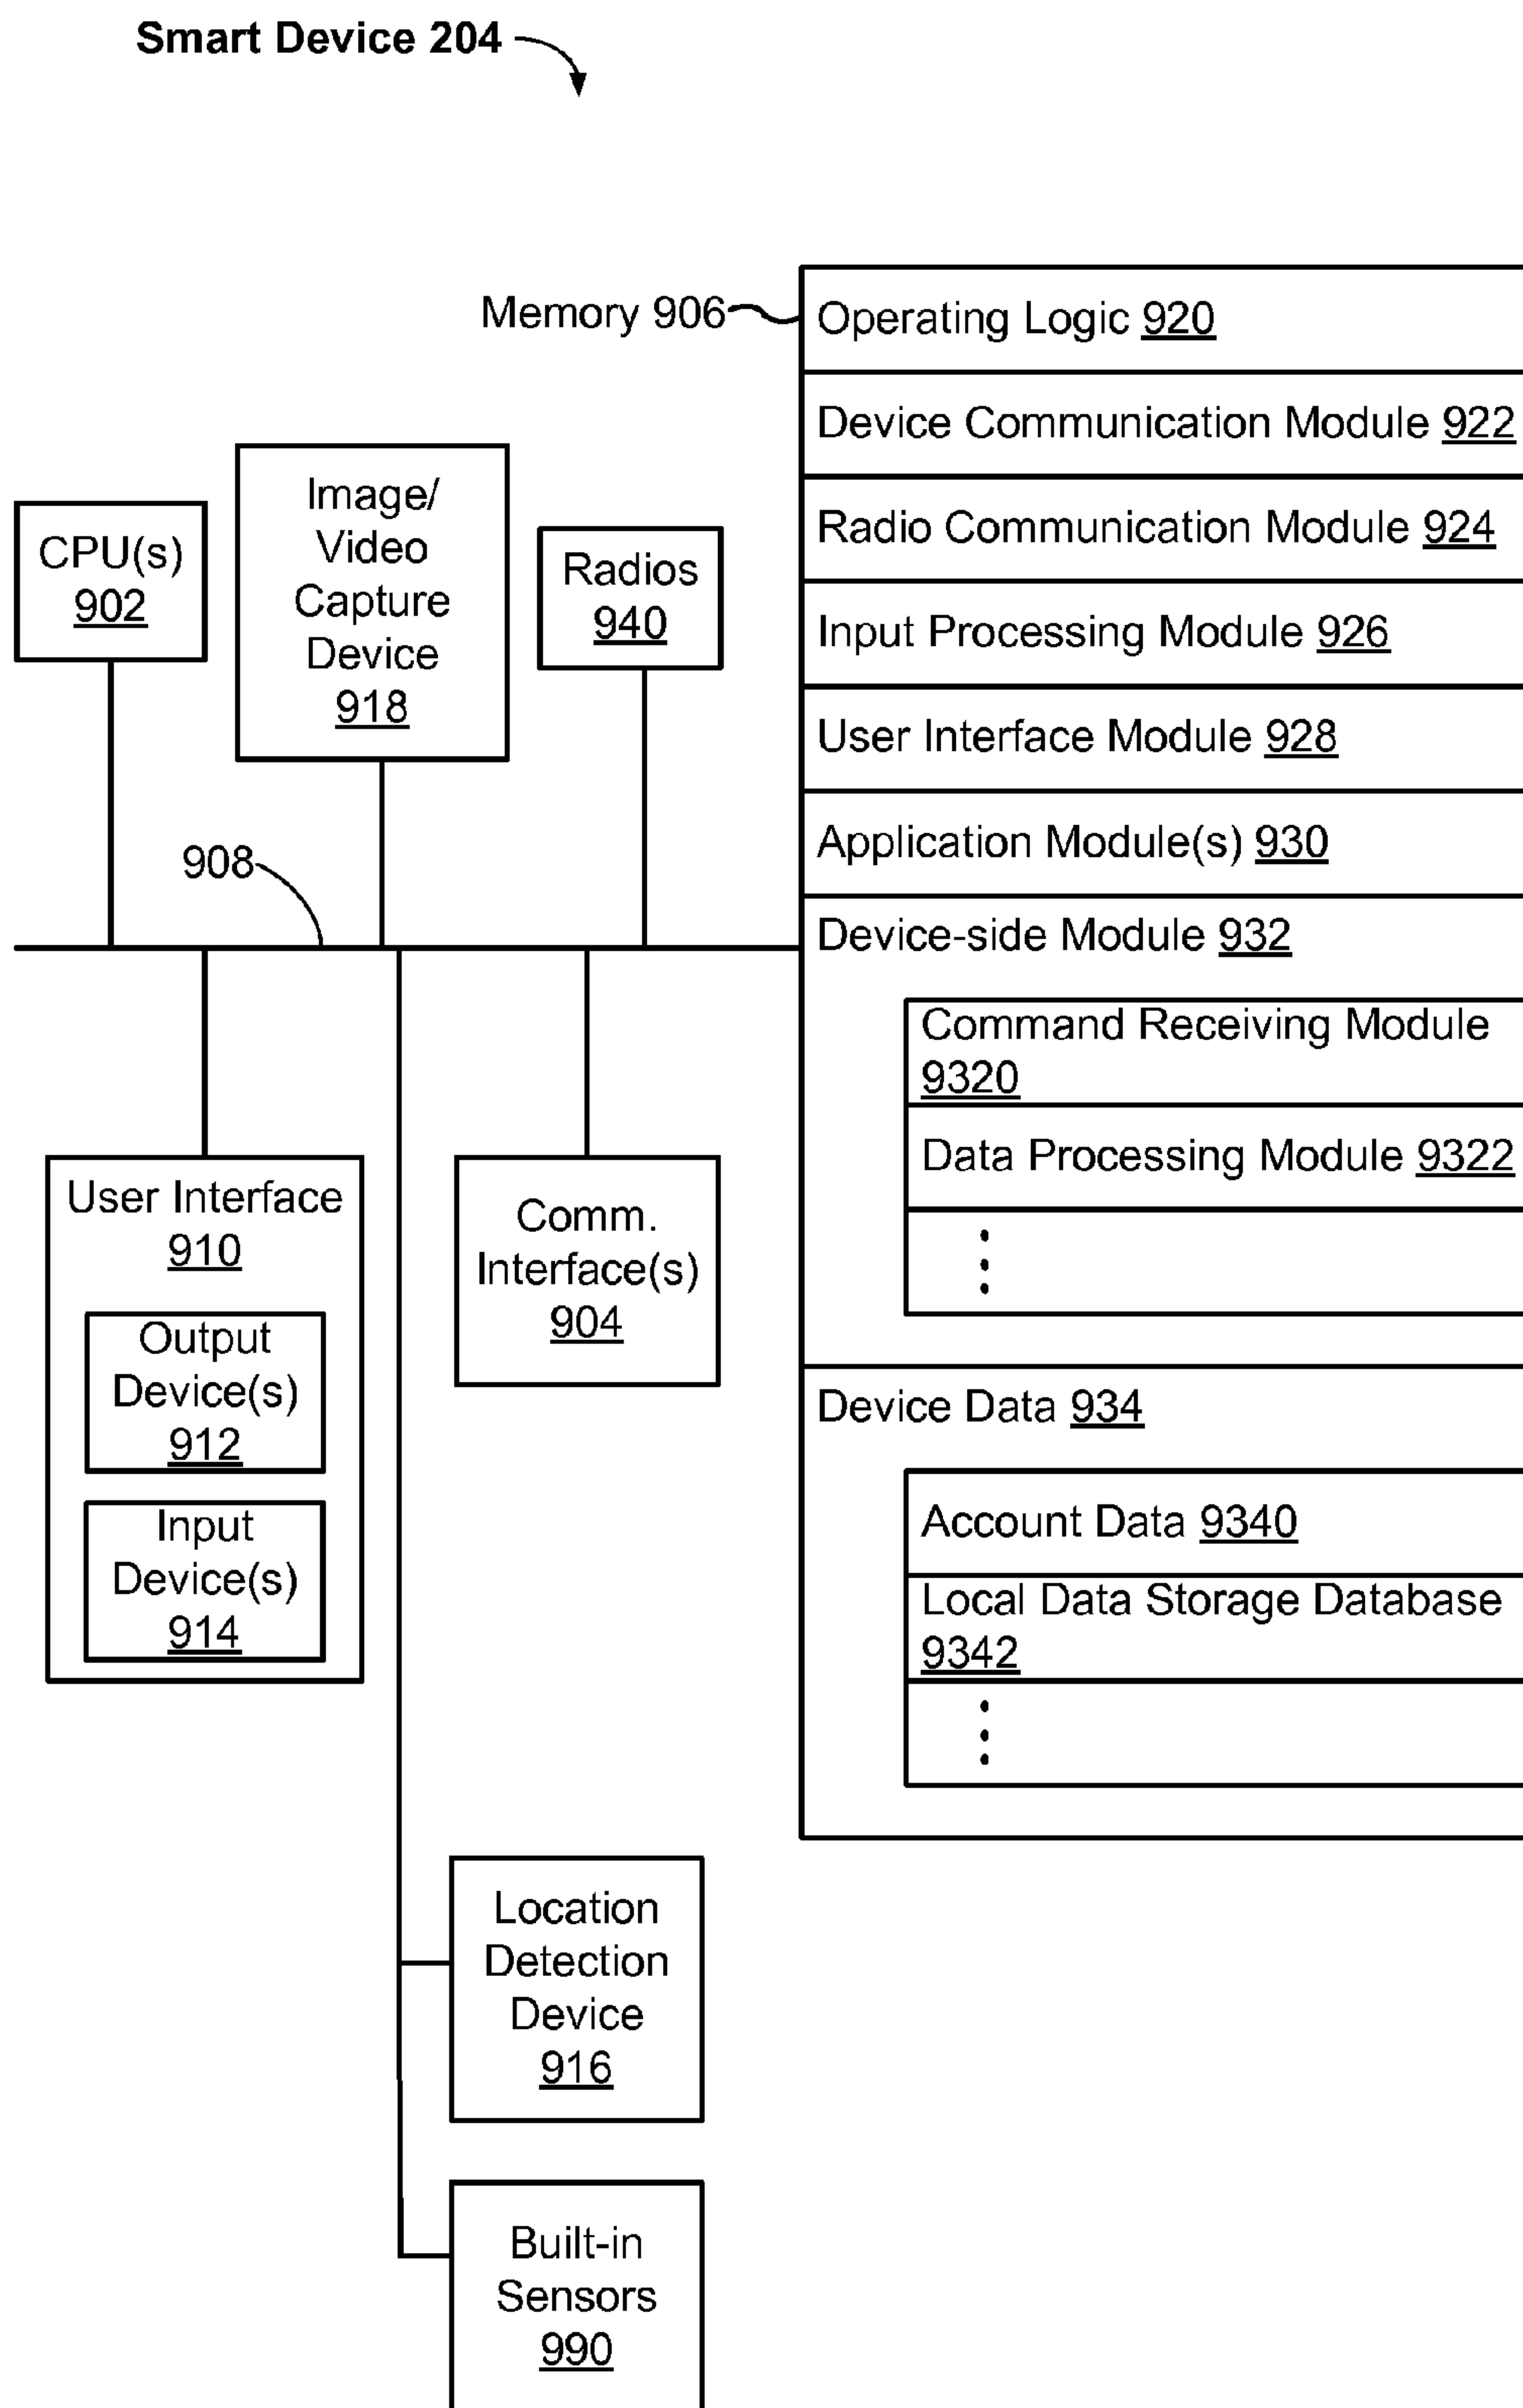 Smart Device 204
Memory 906
Operating Logic 920
Device Communication Module 922
Radio Communication Module 924
Input Processing Module 926
User Interface Module 928
Application Module(s) 930
Device-side Module 932
Command Receiving Module
9320
Data Processing Module 9322
Device Data 934
Account Data 9340
Local Data Storage Database
9342
CPU(s)
902
Image/
Video
Capture
Device
918
Radios
940
908
User Interface
910
Output
Device(s)
912
Input
Device(s)
914
Comm.
Interface(s)
904
Location
Detection
Device
916
Built-in
Sensors
990